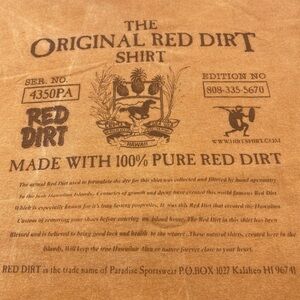 THE
ORIGINAL RED DIRT
SHIRT
SER. NO.
4350PA
EDITION NO
808-335-5670
RED
DIRT
HAWAII
WWW.DIRTSHIRT.COM
MADE WITH 100% PURE RED DIRT
The actual Red Dirt used to formulate the dye for this shirt was collected and filtered by hand
the lush Hawaiian Islands. Centuries of growth and decay have created this world famous Red Dirt
which is especially known for it's long lasting properties. It was this Red Dirt that created the Hawaiian
Custom of removing your shoes before entering an island home. The Red Dirt in this shirt has been
Blessed and is believed to bring good luck and health to the wearer. These natural shirts, created here in the
Islands, Will keep the true Hawaiian Aloha or nature forever close to your heart.
RED DIRT is the trade name of Paradise Sportswear P.O.BOX 1027 Kalaheo HI 96741